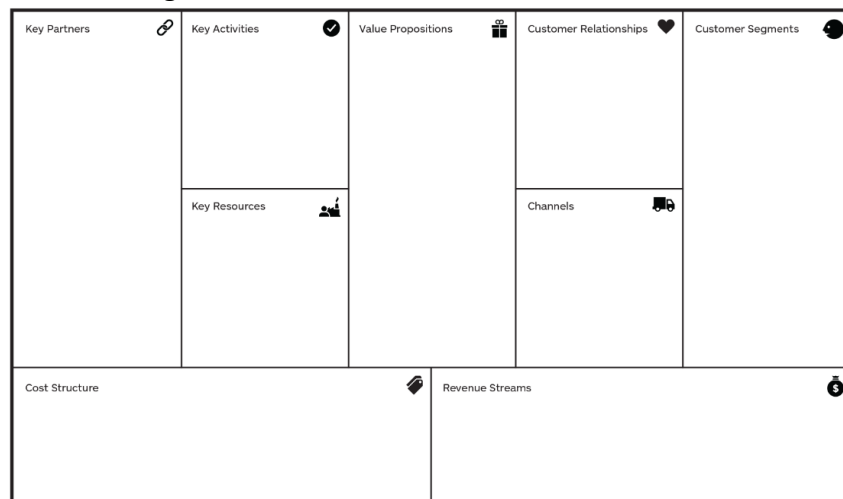 Key Partners
Key Activities
Value Propositions
Customer Relationships
Customer Segments
Key Resources
Channels
Cost Structure
Revenue Streams
$